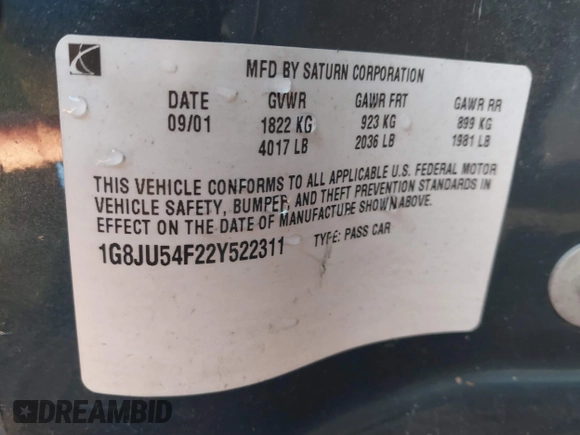 MFD BY SATURN CORPORATION
DATE GVWR GAWR FRT GAWR RR
09/01 1822 KG 923 KG 899 KG
4017 LB 2036 LB 1981 LB
THIS VEHICLE CONFORMS TO ALL APPLICABLE U.S. FEDERAL MOTOR
VEHICLE SAFETY, BUMPER, AND THEFT PREVENTION STANDARDS IN
EFFECT ON THE DATE OF MANUFACTURE SHOWN ABOVE.
1G8JU54F22Y522311 TYPE: PASS CAR
DREAMBID